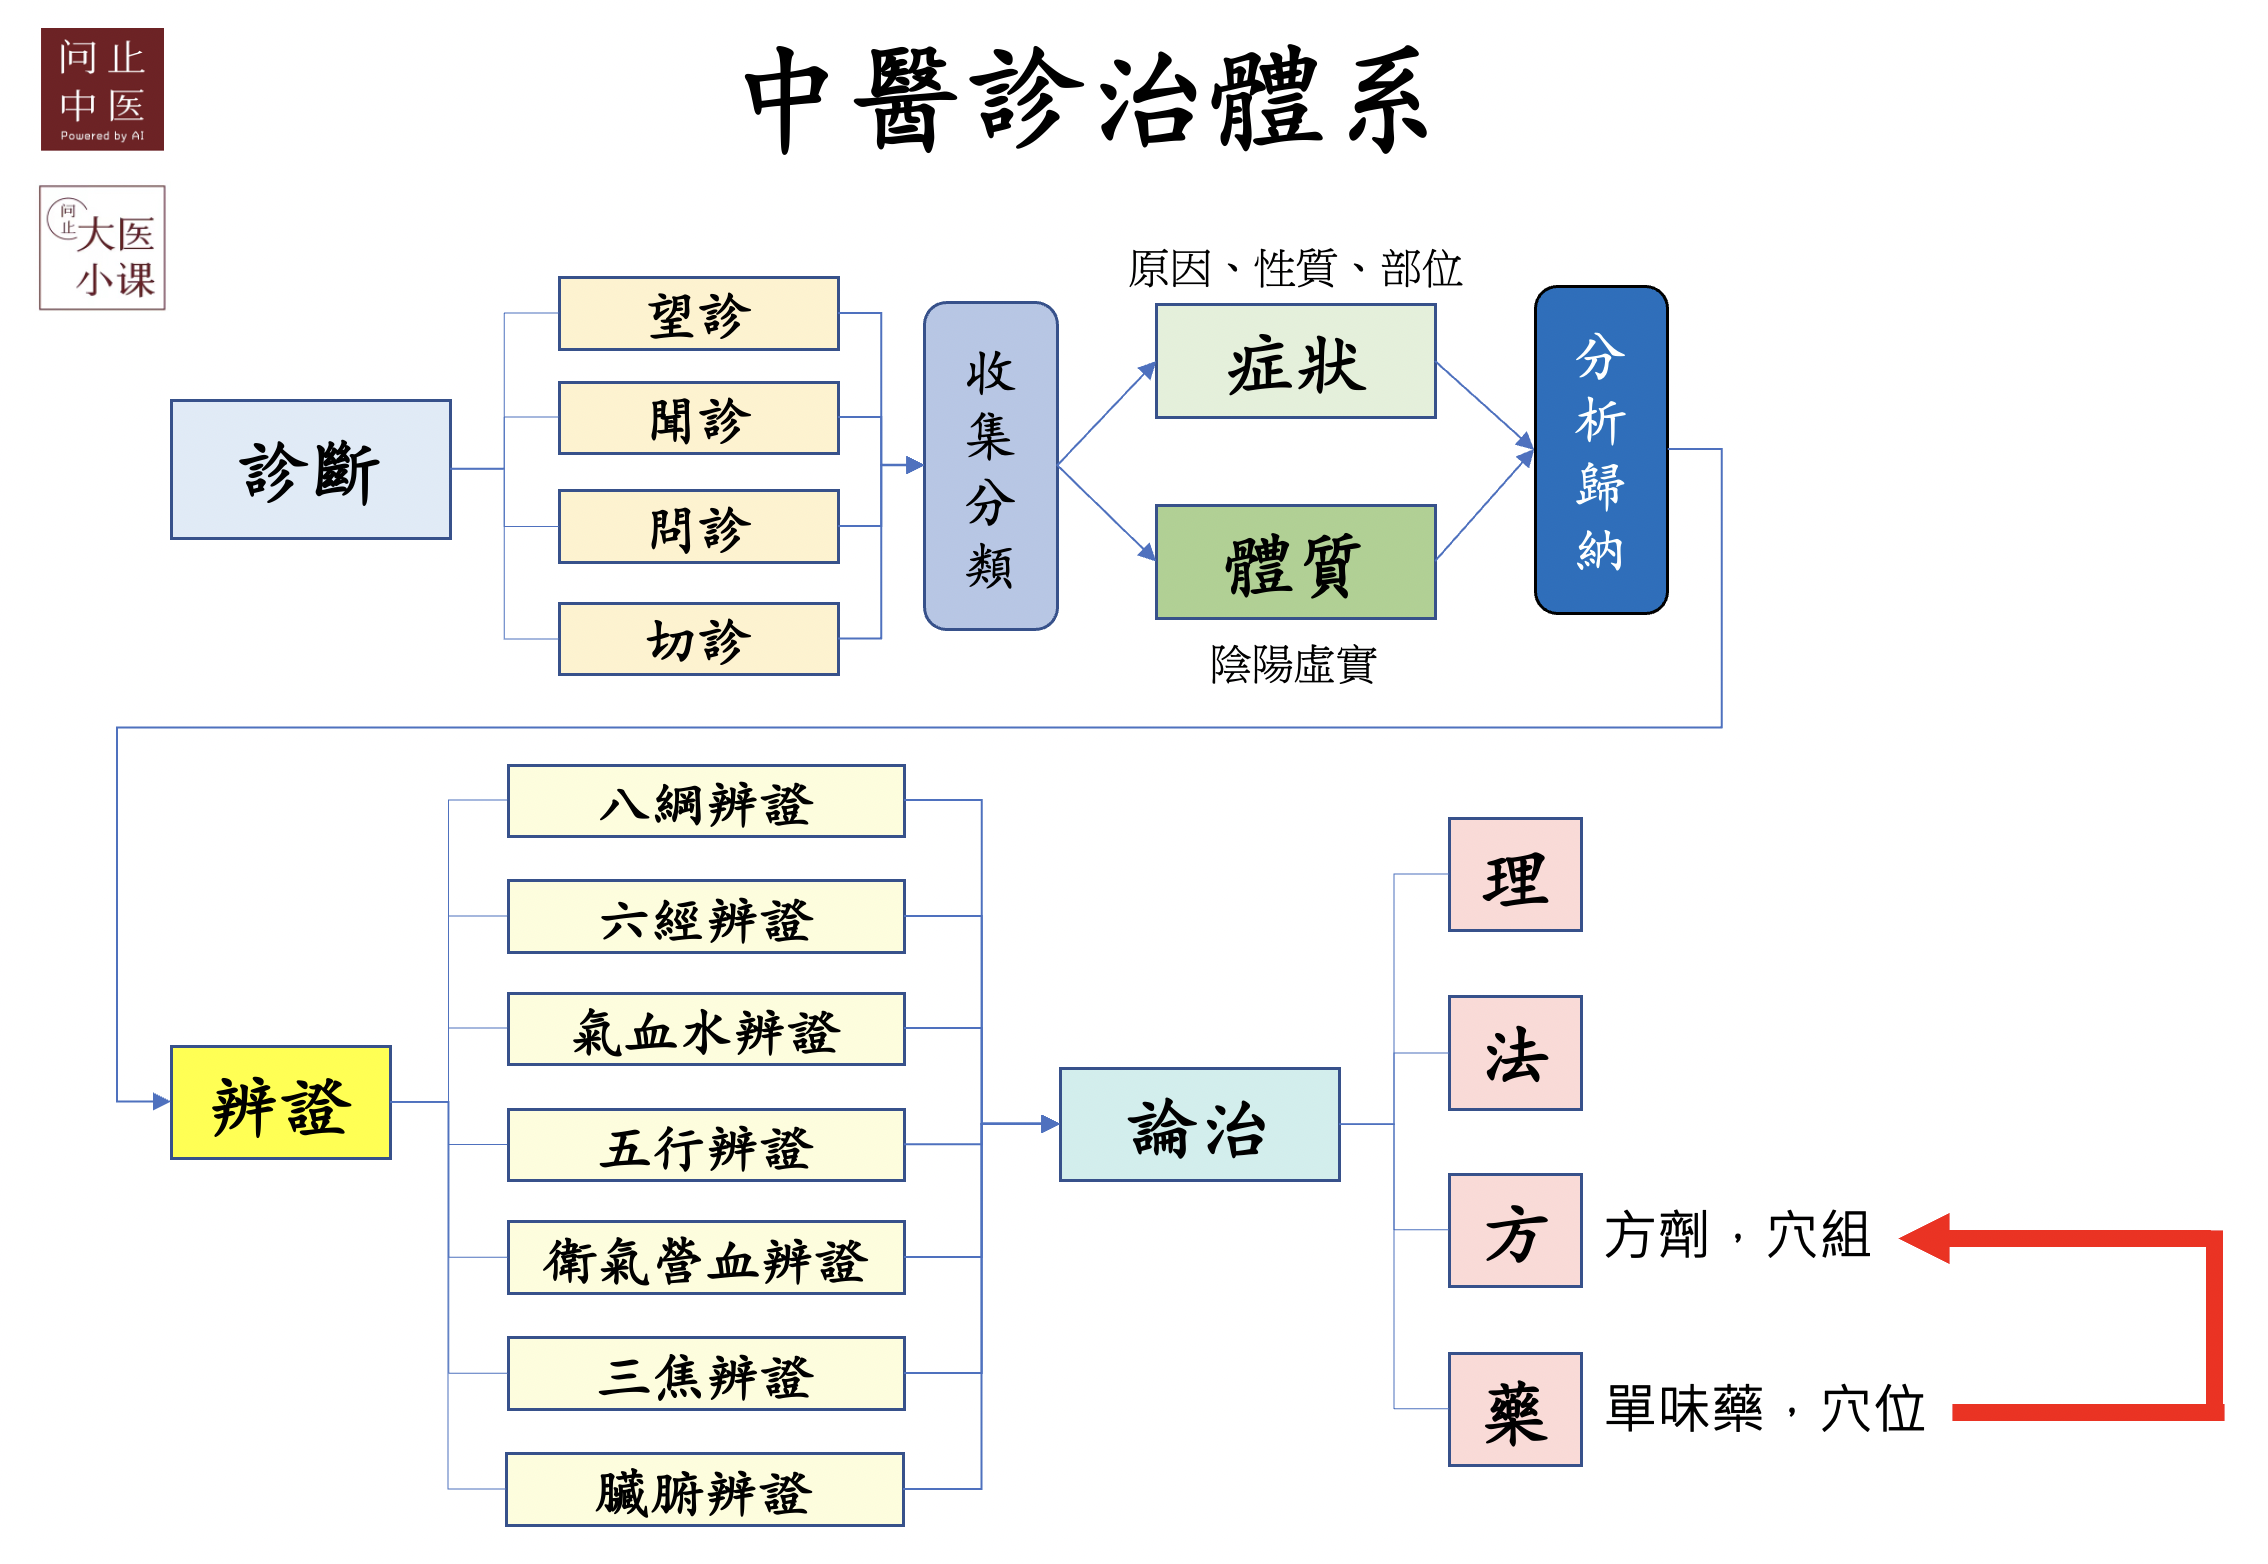 问止
中医
Powered by AI
问止
大医
小课
中醫診治體系
診斷
望診
聞診
問診
切診
收集分類
原因、性質、部位
症狀
體質
陰陽虛實
分析歸納
辨證
八綱辨證
六經辨證
氣血水辨證
五行辨證
衛氣營血辨證
三焦辨證
臟腑辨證
論治
理
法
方
方劑，穴組
藥
單味藥，穴位